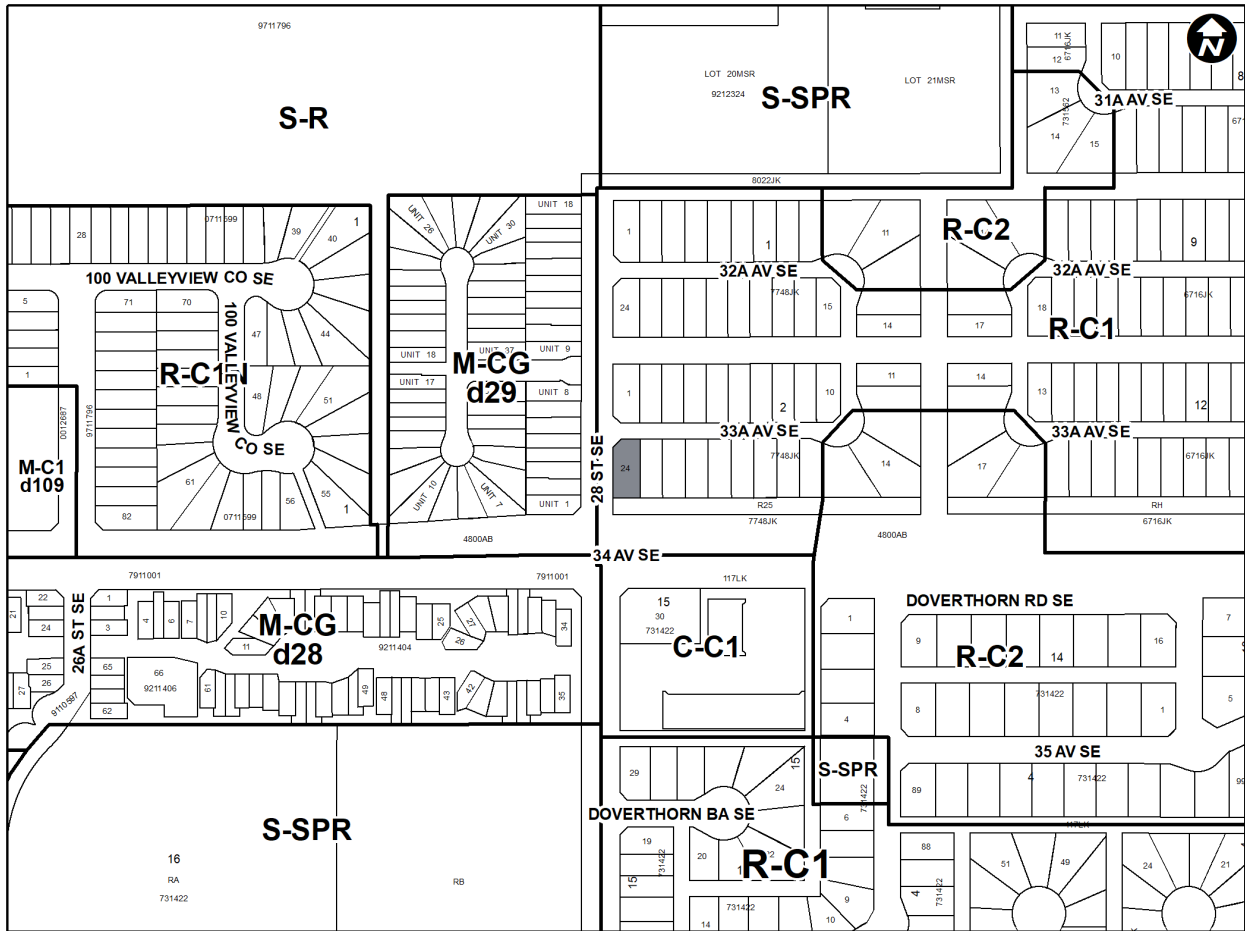 9711796
S-R
LOT 20MSR
9212324
S-SPR
LOT 21MSR
N
11
12
6716JK
10
8
13
14
15
731562
31A AV SE
8022JK
28
0711599
39
40
1
100 VALLEYVIEW CO SE
100 VALLEYVIEW CO SE
5
1
71
70
47
44
R-C1N
48
51
61
82
0711599
56
55
1
0012687
9711796
M-C1
d109
UNIT 26
UNIT 30
UNIT 18
UNIT 18
UNIT 37
UNIT 9
UNIT 17
UNIT 8
M-CG
d29
UNIT 10
UNIT 7
UNIT 1
4800AB
28 ST SE
1
1
11
R-C2
9
32A AV SE
32A AV SE
7748JK
6716JK
24
15
14
17
18
R-C1
1
2
10
11
14
13
12
33A AV SE
33A AV SE
7748JK
6716JK
24
14
17
R25
7748JK
RH
6716JK
4800AB
34 AV SE
7911001
7911001
117LK
22
21
24
25
26
27
26A ST SE
1
3
65
62
4
6
7
10
11
M-CG
d28
9211404
25
27
26
34
66
9211406
61
49
48
43
42
35
9110597
15
30
731422
C-C1
1
4
DOVERTHORN RD SE
9
16
14
R-C2
7
5
731422
8
1
35 AV SE
S-SPR
731422
89
4
731422
99
117LK
S-SPR
16
RA
731422
RB
29
15
24
DOVERTHORN BA SE
19
15
731422
20
R-C1
14
731422
6
9
10
88
4
731422
51
49
24
21